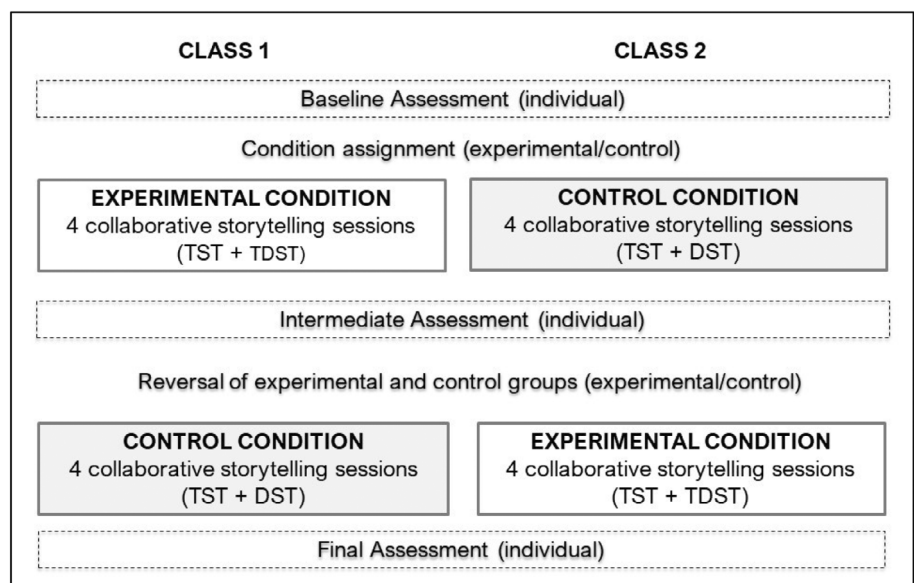 CLASS 1 CLASS 2
Baseline Assessment (individual)
Condition assignment (experimental/control)
EXPERIMENTAL CONDITION
4 collaborative storytelling sessions
(TST + TDST)
CONTROL CONDITION
4 collaborative storytelling sessions
(TST + DST)
Intermediate Assessment (individual)
Reversal of experimental and control groups (experimental/control)
CONTROL CONDITION
4 collaborative storytelling sessions
(TST + DST)
EXPERIMENTAL CONDITION
4 collaborative storytelling sessions
(TST + TDST)
Final Assessment (individual)